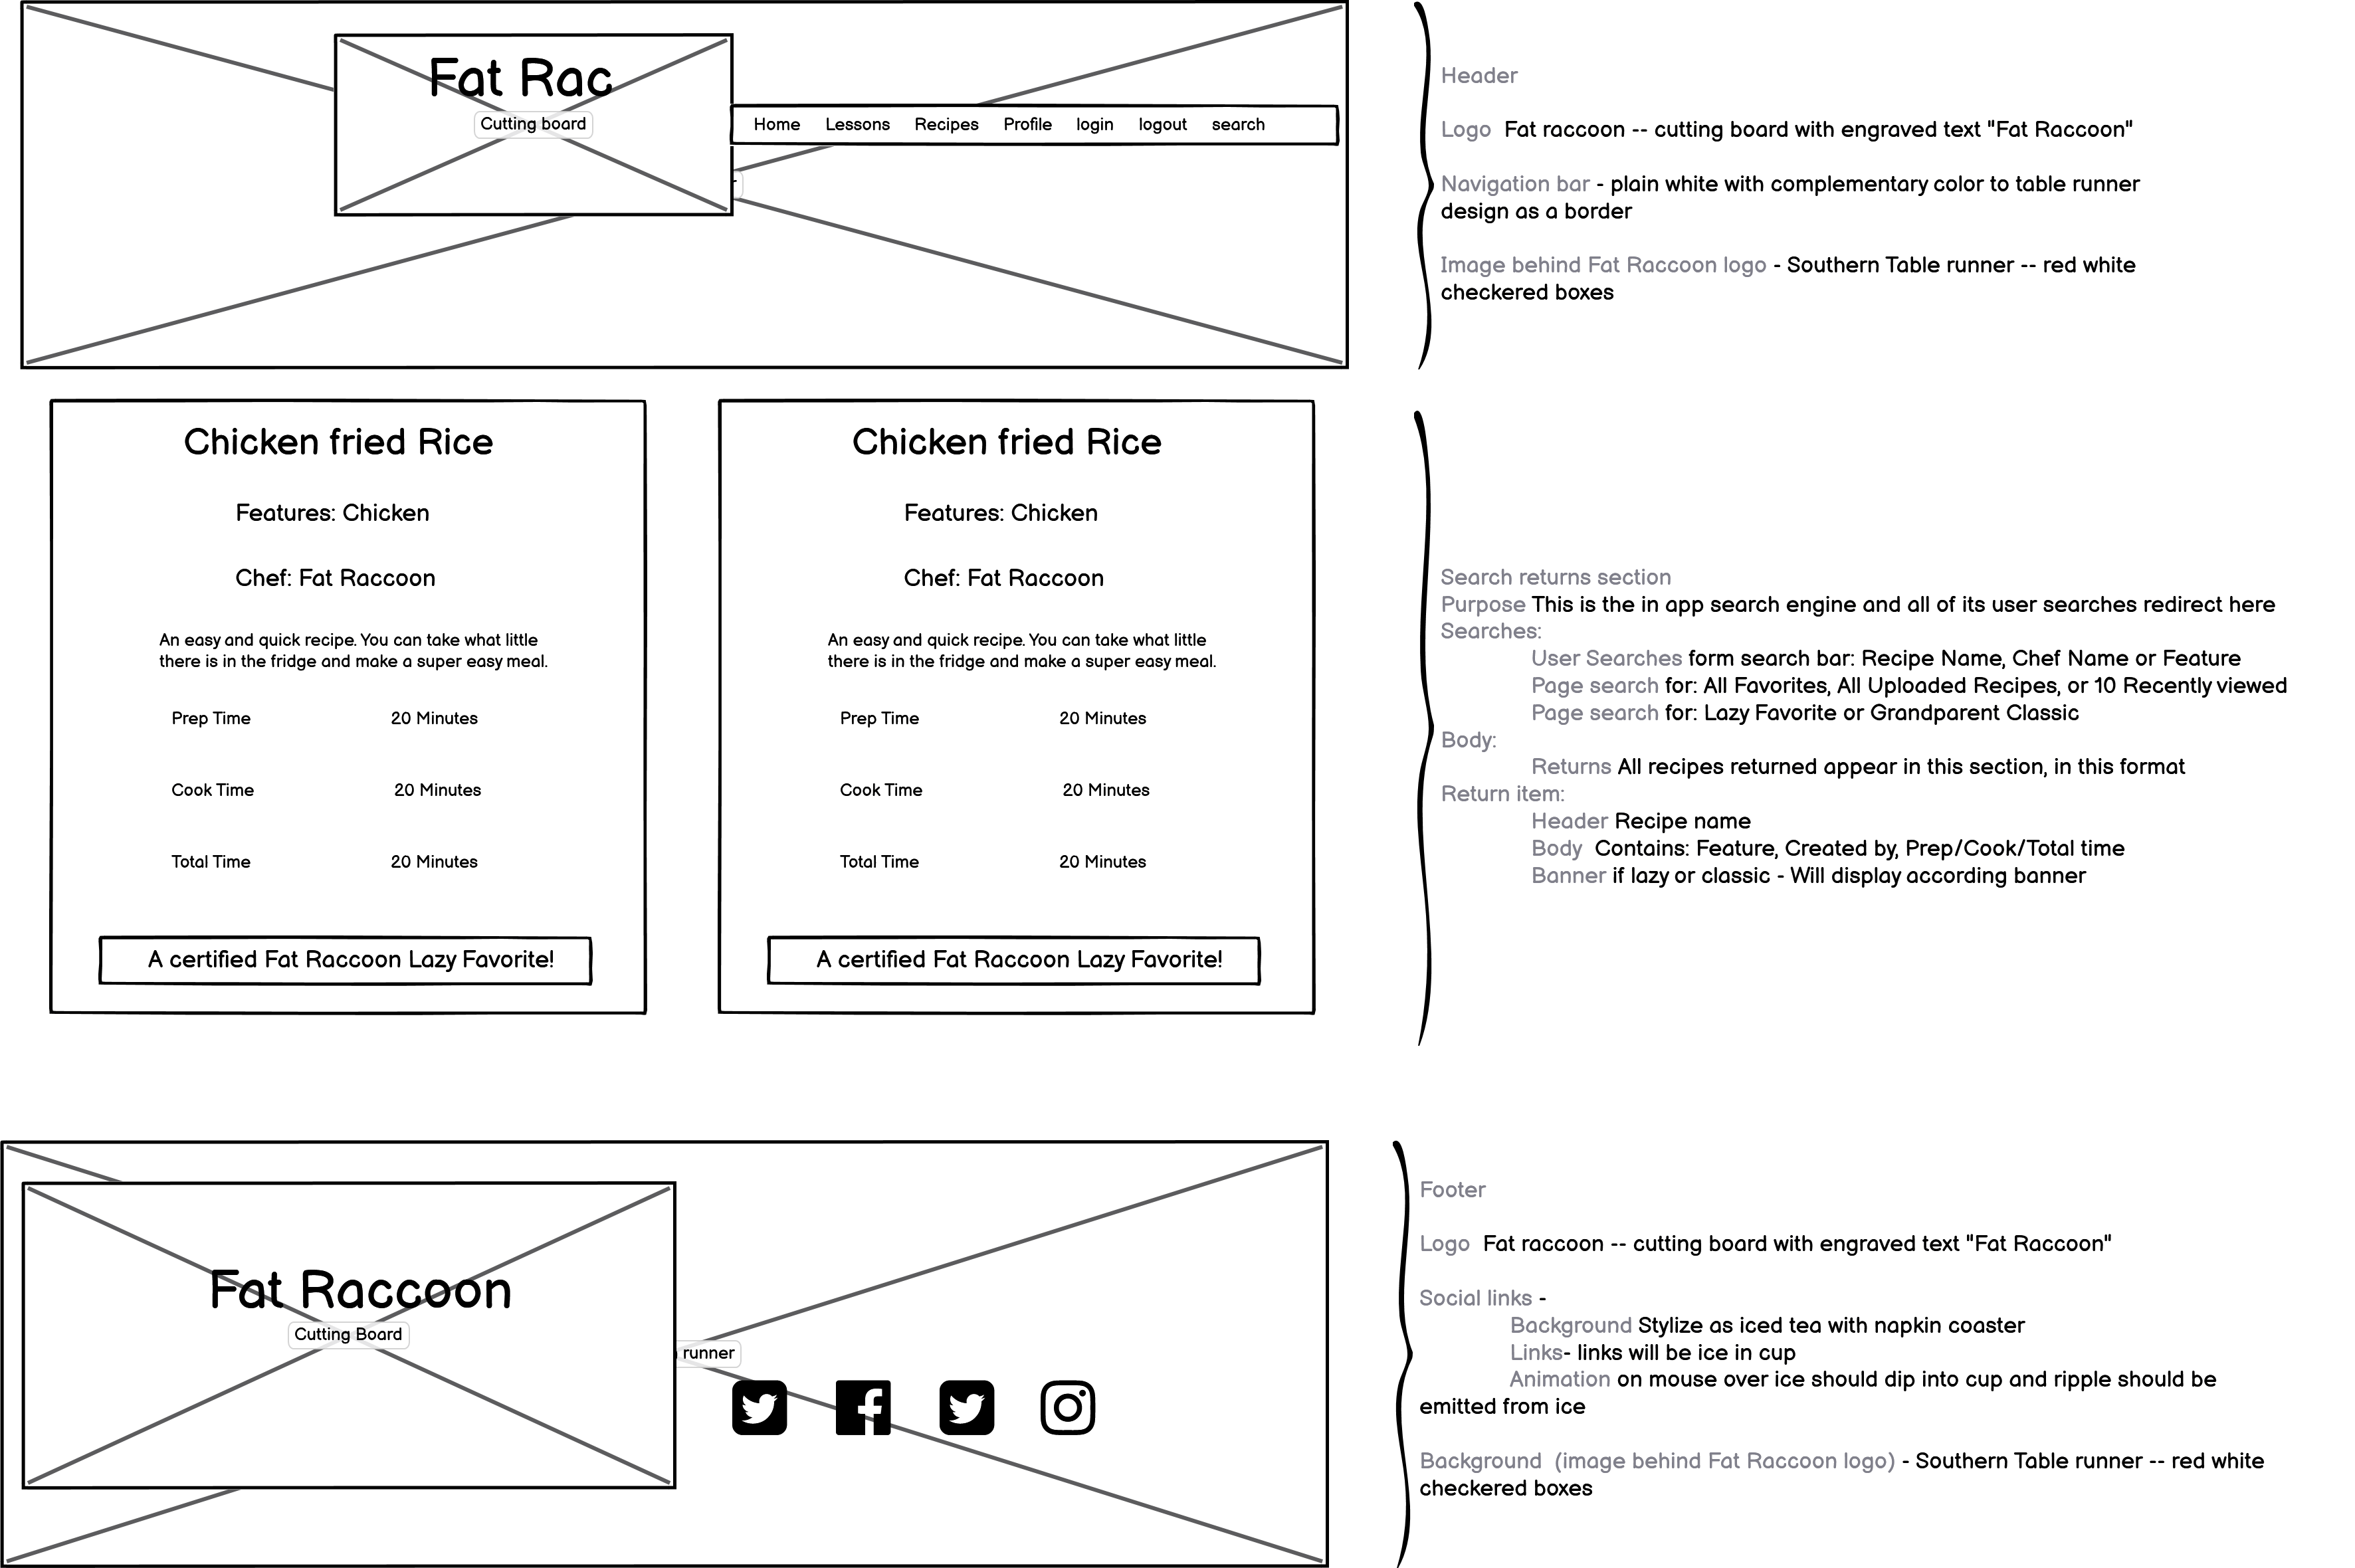 Fat Rac
Cutting board
Home Lessons Recipes Profile login logout search
Header
Logo Fat raccoon -- cutting board with engraved text "Fat Raccoon"
Navigation bar - plain white with complementary color to table runner
design as a border
Image behind Fat Raccoon logo - Southern Table runner -- red white
checkered boxes
Chicken fried Rice
Features: Chicken
Chef: Fat Raccoon
An easy and quick recipe. You can take what little
there is in the fridge and make a super easy meal.
Prep Time 20 Minutes
Cook Time 20 Minutes
Total Time 20 Minutes
A certified Fat Raccoon Lazy Favorite!
Chicken fried Rice
Features: Chicken
Chef: Fat Raccoon
An easy and quick recipe. You can take what little
there is in the fridge and make a super easy meal.
Prep Time 20 Minutes
Cook Time 20 Minutes
Total Time 20 Minutes
A certified Fat Raccoon Lazy Favorite!
Search returns section
Purpose This is the in app search engine and all of its user searches redirect here
Searches:
User Searches form search bar: Recipe Name, Chef Name or Feature
Page search for: All Favorites, All Uploaded Recipes, or 10 Recently viewed
Page search for: Lazy Favorite or Grandparent Classic
Body:
Returns All recipes returned appear in this section, in this format
Return item:
Header Recipe name
Body Contains: Feature, Created by, Prep/Cook/Total time
Banner if lazy or classic - Will display according banner
Fat Raccoon
Cutting Board
runner
Footer
Logo Fat raccoon -- cutting board with engraved text "Fat Raccoon"
Social links -
Background Stylize as iced tea with napkin coaster
Links- links will be ice in cup
Animation on mouse over ice should dip into cup and ripple should be
emitted from ice
Background (image behind Fat Raccoon logo) - Southern Table runner -- red white
checkered boxes